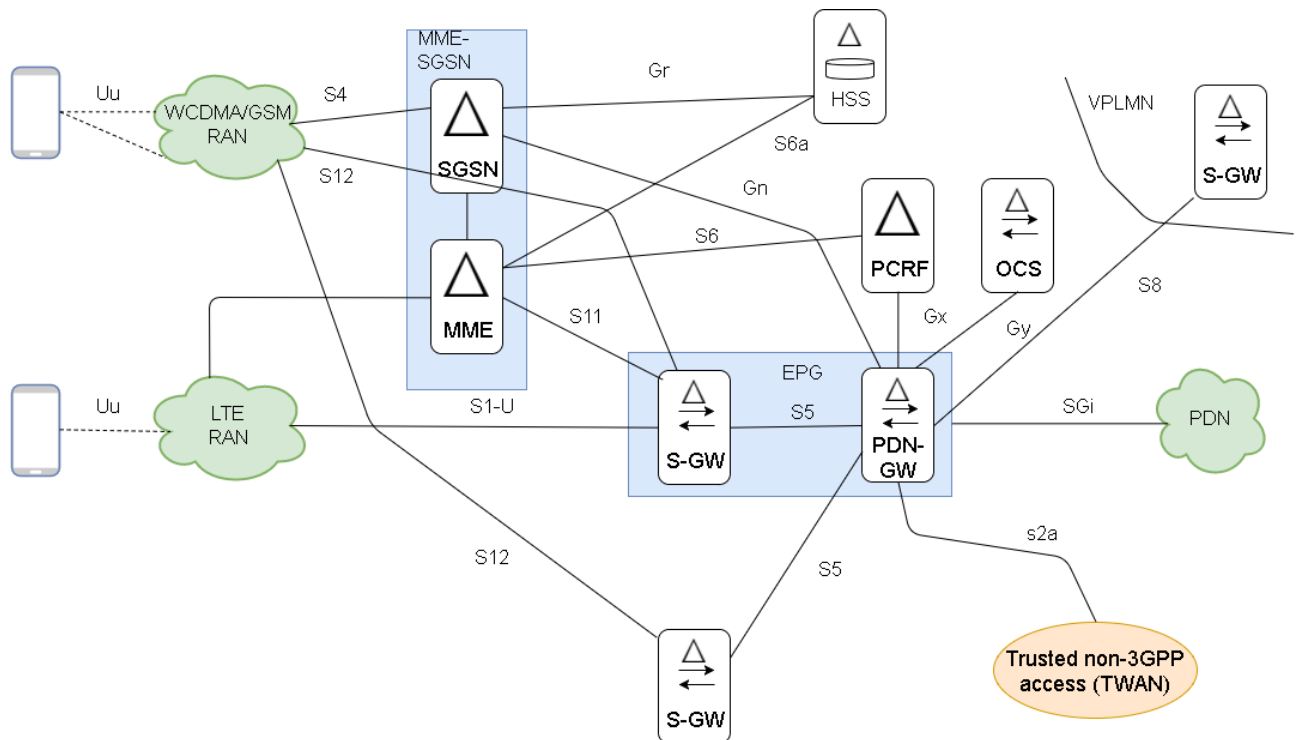 MME-
SGSN
HSS
Gr
Uu
S4
WCDMA/GSM
RAN
VPLMN
S6a
S12
SGSN
S-GW
Gn
S6
PCRF
OCS
S8
S11
MME
Gx
Gy
EPG
Uu
LTE
RAN
S1-U
S5
SGi
PDN
S-GW
PDN-
GW
S12
S5
s2a
Trusted non-3GPP
access (TWAN)
S-GW